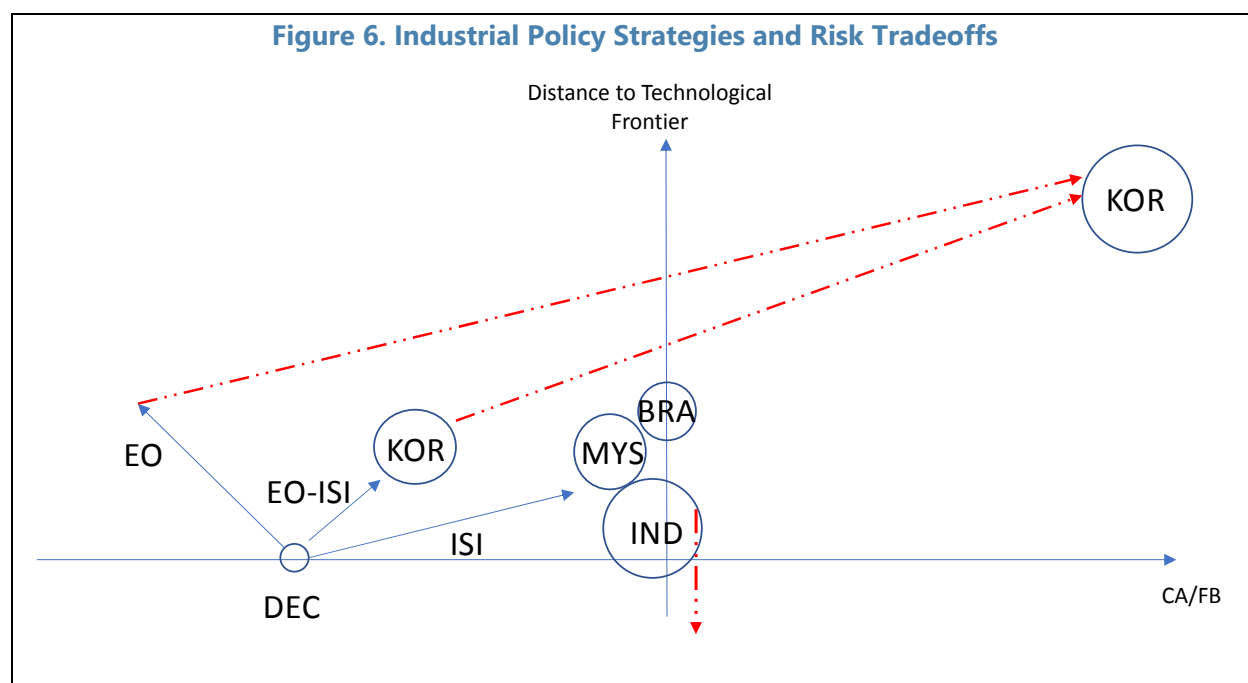 Figure 6. Industrial Policy Strategies and Risk Tradeoffs
Distance to Technological
Frontier
KOR
BRA
EO
KOR
MYS
EO-ISI
IND
ISI
DEC
CA/FB